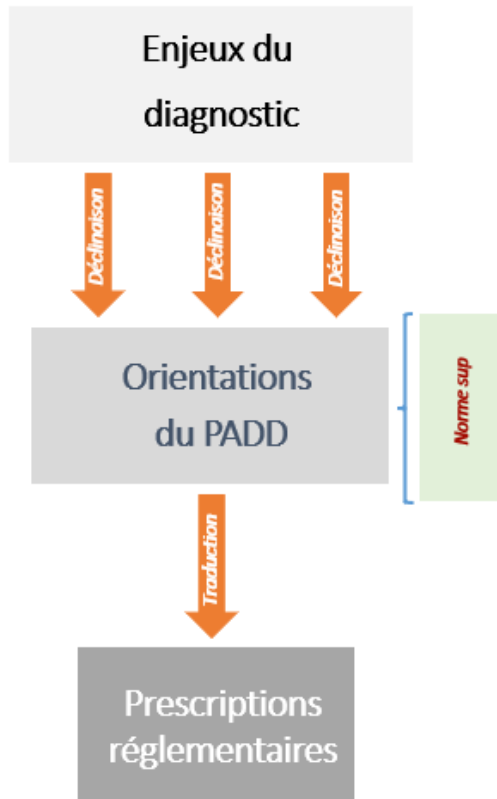 Enjeux du
diagnostic
Déclinaison
Déclinaison
Déclinaison
Orientations
du PADD
Norme sup
Traduction
Prescriptions
réglementaires